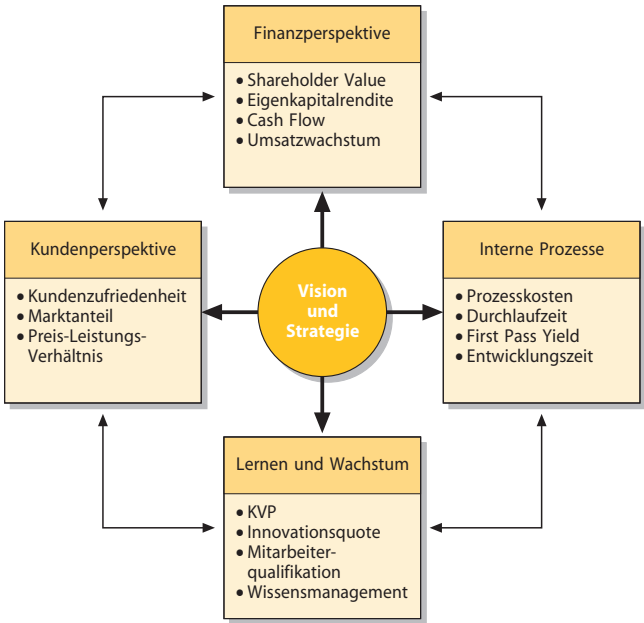 Finanzperspektive
• Shareholder Value
• Eigenkapitalrendite
• Cash Flow
• Umsatzwachstum
Kundenperspektive
• Kundenzufriedenheit
• Marktanteil
• Preis-Leistungs-
Verhältnis
Vision
und
Strategie
Interne Prozesse
• Prozesskosten
• Durchlaufzeit
• First Pass Yield
• Entwicklungszeit
Lernen und Wachstum
• KVP
• Innovationsquote
• Mitarbeiter-
qualifikation
• Wissensmanagement